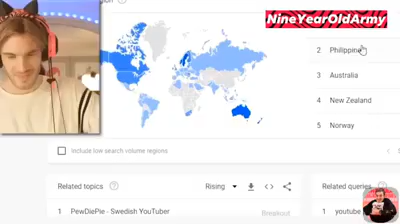 NineYearOldArmy
2 Philippines
3 Australia
4 New Zealand
5 Norway
Include low search volume regions
Related topics
Rising
Related queries
1 PewDiePie - Swedish YouTuber
Breakout
1 youtube